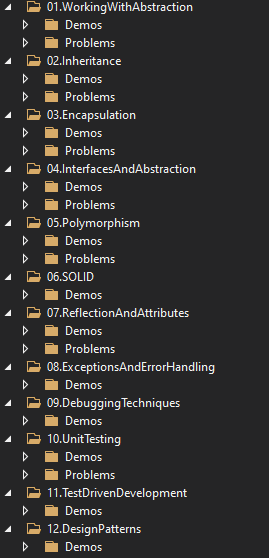 01.WorkingWithAbstraction
Demos
Problems
02.Inheritance
Demos
Problems
03.Encapsulation
Demos
Problems
04.InterfacesAndAbstraction
Demos
Problems
05.Polymorphism
Demos
Problems
06.SOLID
Demos
07.ReflectionAndAttributes
Demos
Problems
08.ExceptionsAndErrorHandling
Demos
09.DebuggingTechniques
Demos
10.UnitTesting
Demos
Problems
11.TestDrivenDevelopment
Demos
12.DesignPatterns
Demos